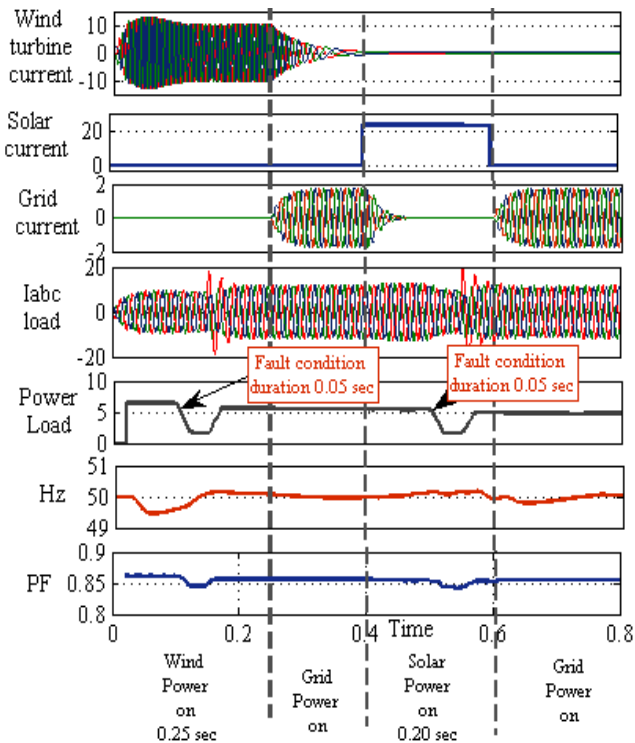 Wind
turbine
current
10
0
-10
Solar
current
20
0
Grid
current
2
0
2
Iabc
load
20
0
-20
Fault condition
duration 0.05 sec
Fault condition
duration 0.05 sec
Power
Load
10
5
0
Hz
51
50
49
PF
0.9
0.85
0.8
0
0.2
0.4
Time
0.6
0.8
Wind
Power
on
0.25 sec
Grid
Power
on
Solar
Power
on
0.20 sec
Grid
Power
on